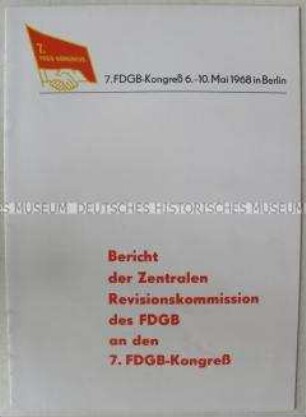 7.
FDGB-KONGRESS
7. FDGB-Kongreß 6.-10. Mai 1968 in Berlin
MUSEUM DEUTSCHES HISTORISCHES MUSEUM
Bericht
der Zentralen
Revisionskommission
des FDGB
an den
7. FDGB-Kongreß